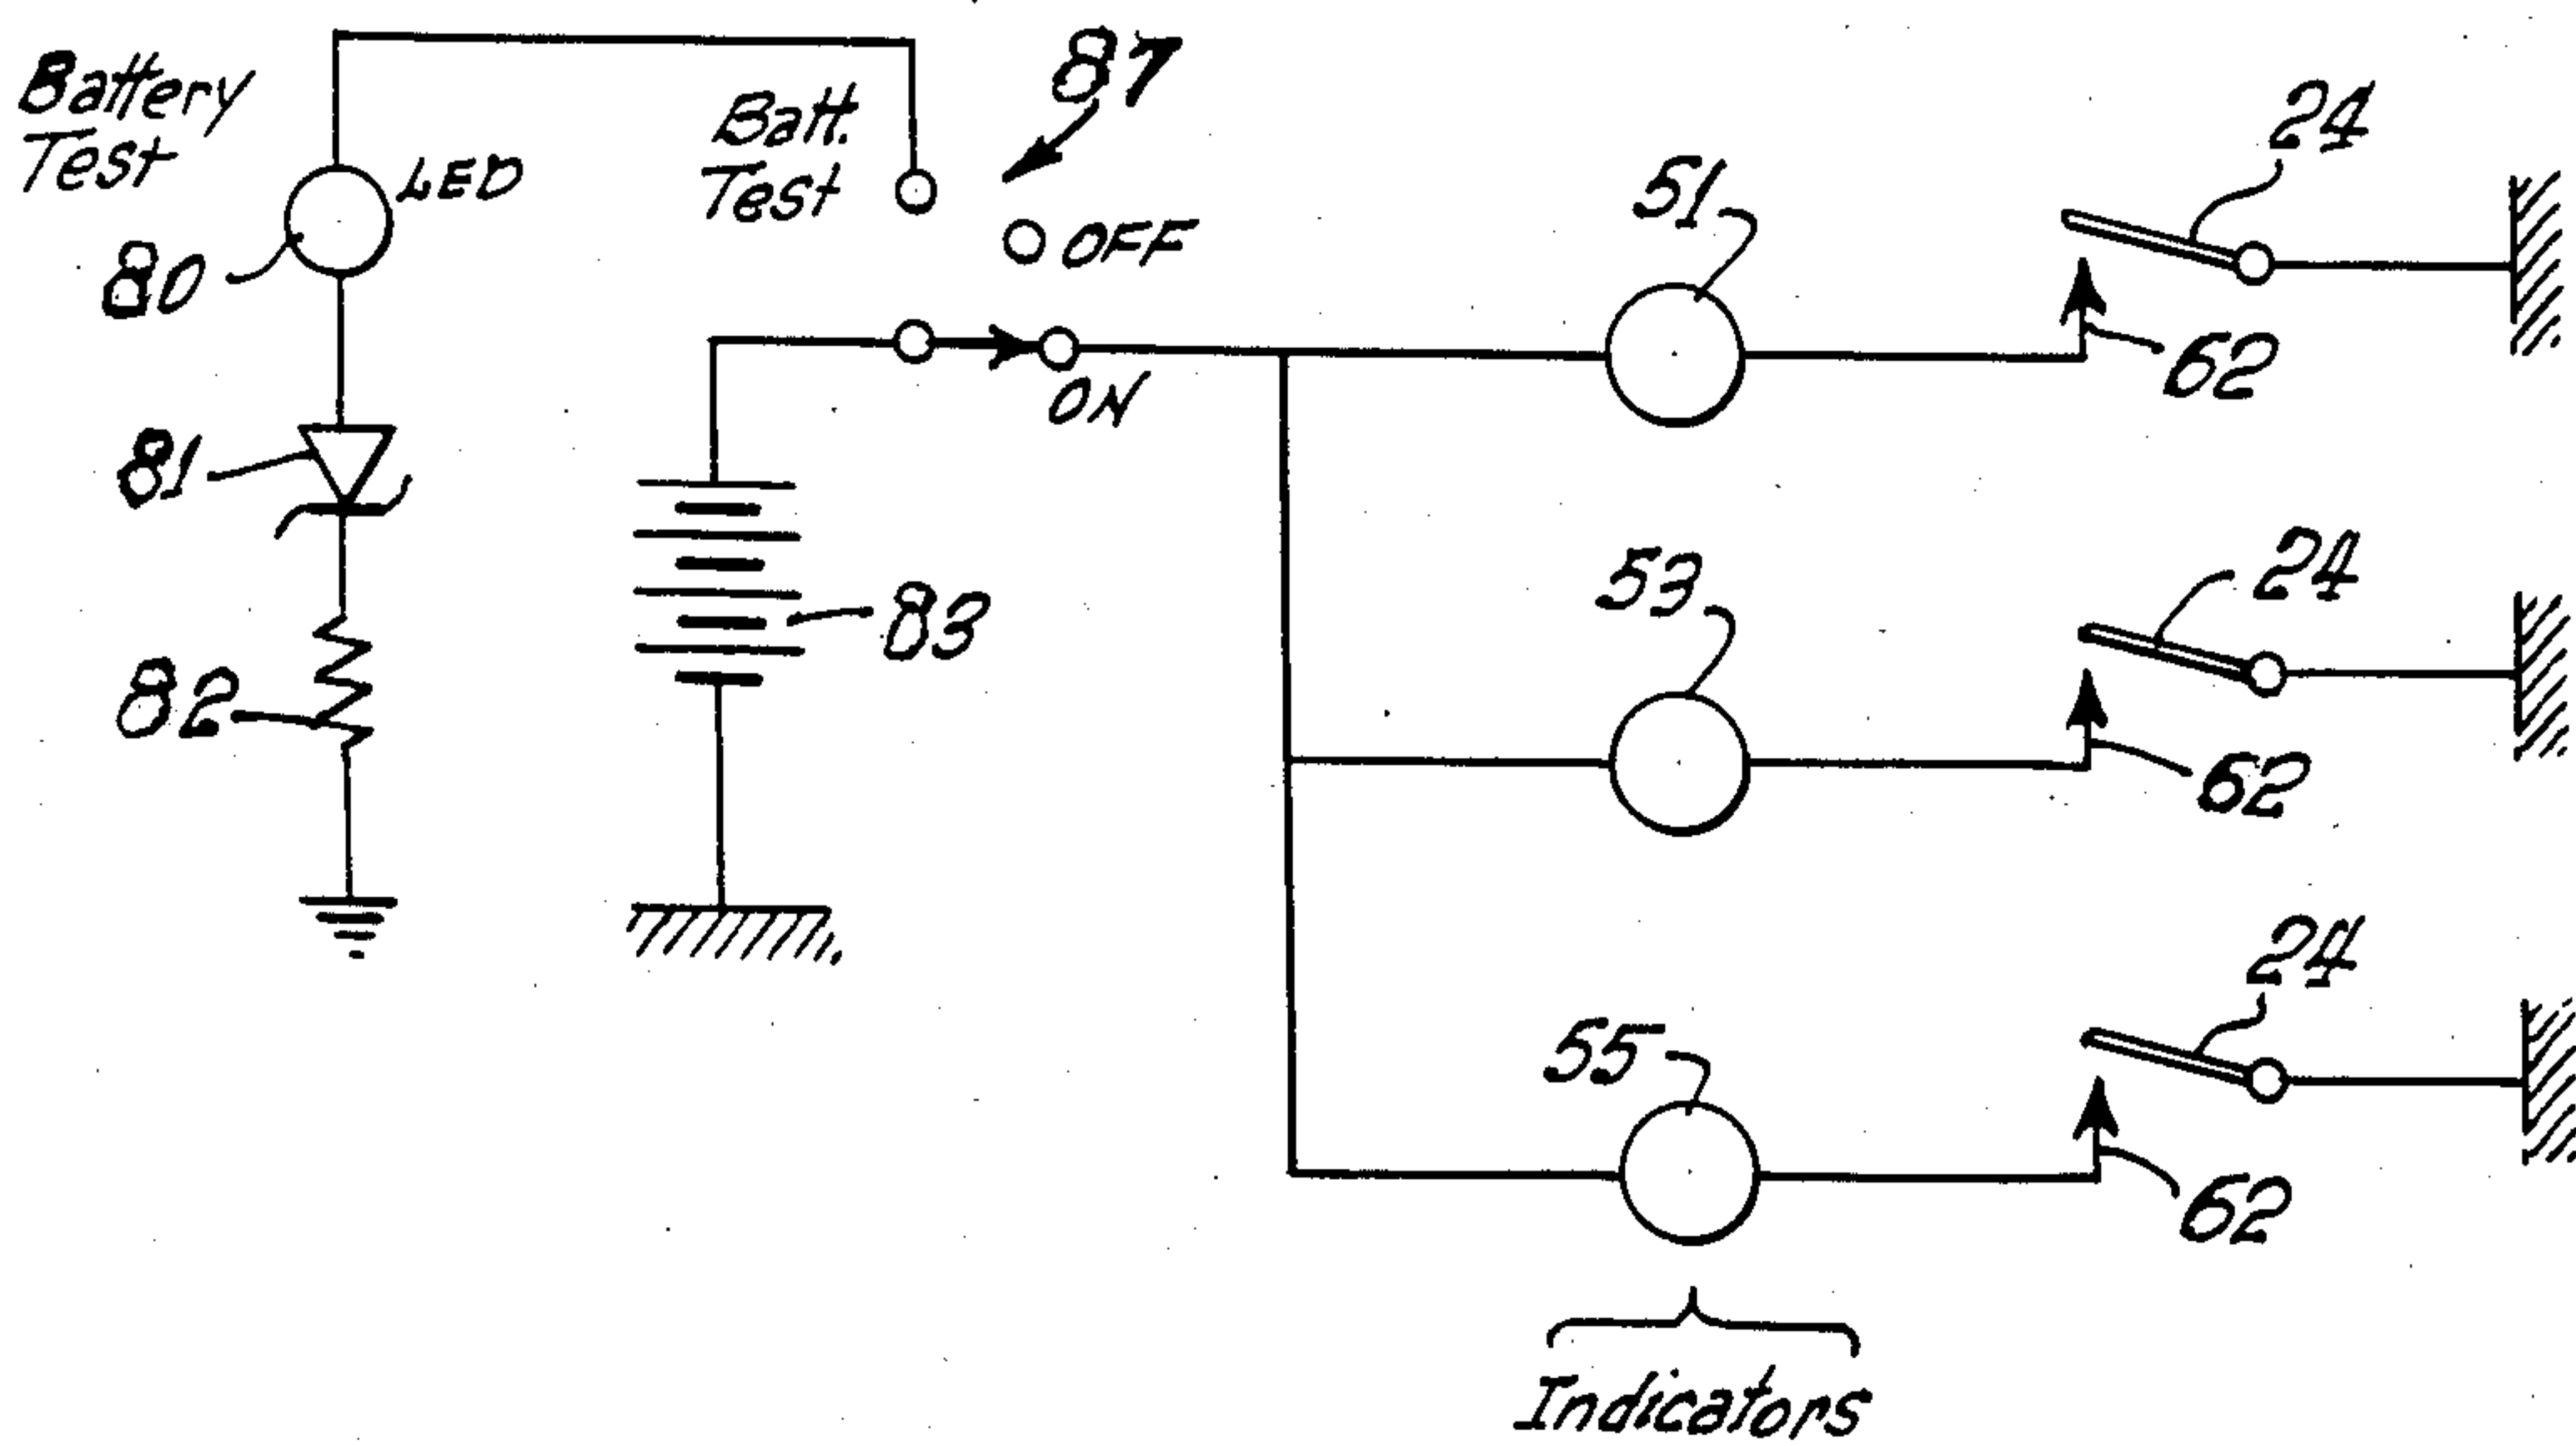 Battery
Test
LED
80
81
82
Batt.
Test
87
OFF
ON
83
51
24
62
53
24
62
55
24
62
Indicators